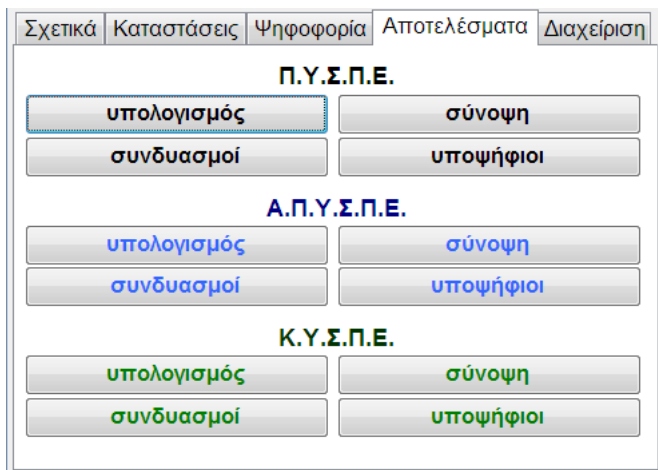 Σχετικά Καταστάσεις Ψηφοφορία Αποτελέσματα Διαχείριση
Π.Υ.Σ.Π.Ε.
υπολογισμός σύνοψη
συνδυασμοί υποψήφιοι
Α.Π.Υ.Σ.Π.Ε.
υπολογισμός σύνοψη
συνδυασμοί υποψήφιοι
Κ.Υ.Σ.Π.Ε.
υπολογισμός σύνοψη
συνδυασμοί υποψήφιοι